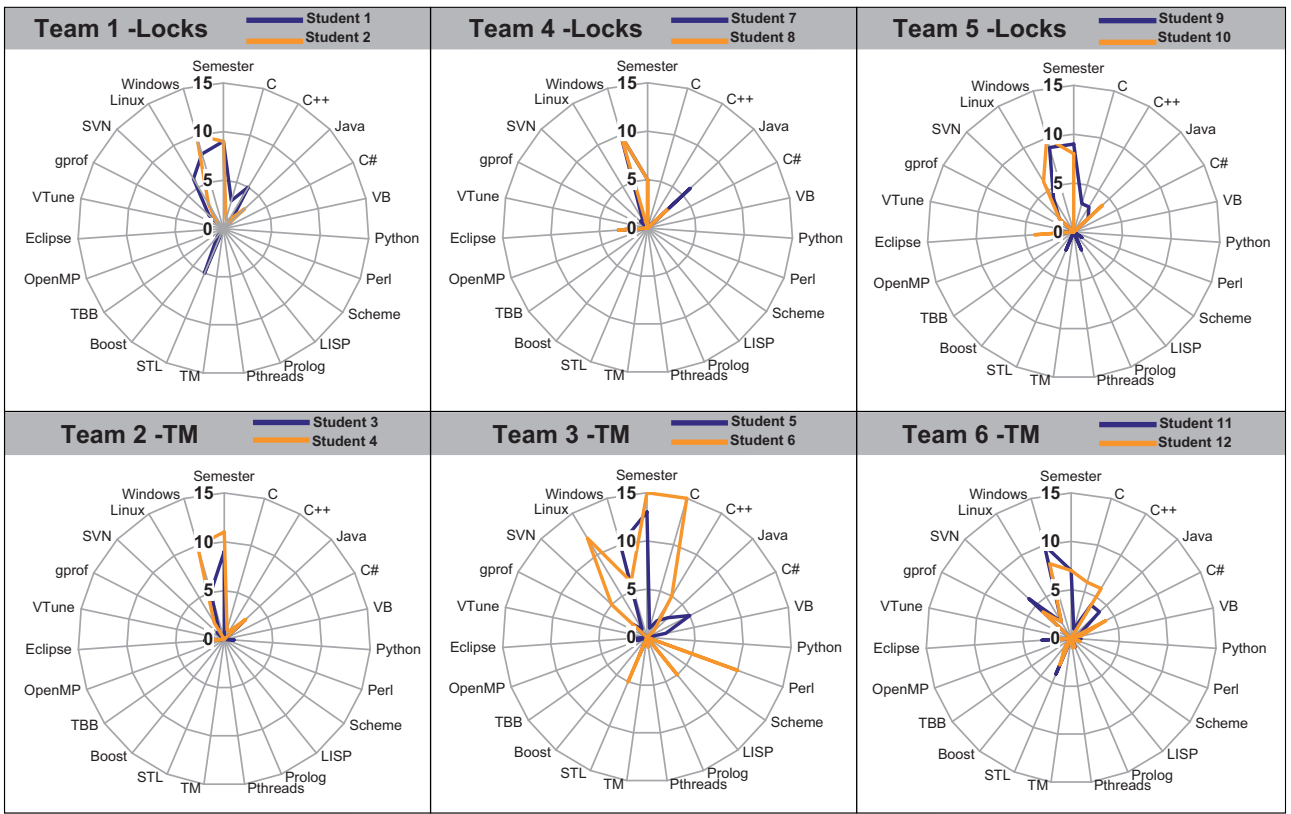 Team 1 -Locks
Student 1
Student 2
Semester
15
10
5
0
C
C++
Java
C#
VB
Python
Perl
Scheme
LISP
Prolog
Pthreads
TM
STL
Boost
TBB
OpenMP
Eclipse
VTune
gprof
SVN
Linux
Windows
Team 4 -Locks
Student 7
Student 8
Semester
15
10
5
0
C
C++
Java
C#
VB
Python
Perl
Scheme
LISP
Prolog
Pthreads
TM
STL
Boost
TBB
OpenMP
Eclipse
VTune
gprof
SVN
Linux
Windows
Team 5 -Locks
Student 9
Student 10
Semester
15
10
5
0
C
C++
Java
C#
VB
Python
Perl
Scheme
LISP
Prolog
Pthreads
TM
STL
Boost
TBB
OpenMP
Eclipse
VTune
gprof
SVN
Linux
Windows
Team 2 -TM
Student 3
Student 4
Semester
15
10
5
0
C
C++
Java
C#
VB
Python
Perl
Scheme
LISP
Prolog
Pthreads
TM
STL
Boost
TBB
OpenMP
Eclipse
VTune
gprof
SVN
Linux
Windows
Team 3 -TM
Student 5
Student 6
Semester
15
10
5
0
C
C++
Java
C#
VB
Python
Perl
Scheme
LISP
Prolog
Pthreads
TM
STL
Boost
TBB
OpenMP
Eclipse
VTune
gprof
SVN
Linux
Windows
Team 6 -TM
Student 11
Student 12
Semester
15
10
5
0
C
C++
Java
C#
VB
Python
Perl
Scheme
LISP
Prolog
Pthreads
TM
STL
Boost
TBB
OpenMP
Eclipse
VTune
gprof
SVN
Linux
Windows